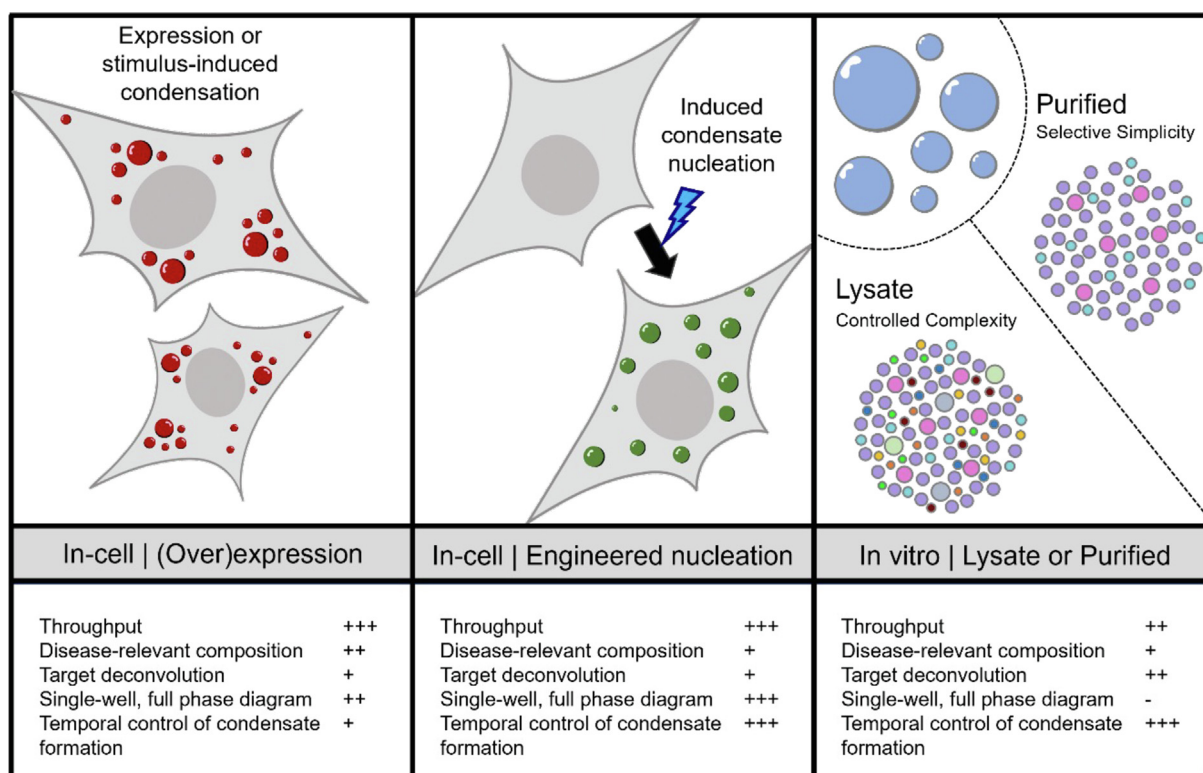 Expression or
stimulus-induced
condensation
Induced
condensate
nucleation
Purified
Selective Simplicity
Lysate
Controlled Complexity
In-cell | (Over)expression
In-cell | Engineered nucleation
In vitro | Lysate or Purified
Throughput +++
Disease-relevant composition ++
Target deconvolution +
Single-well, full phase diagram ++
Temporal control of condensate +
formation
Throughput +++
Disease-relevant composition +
Target deconvolution +
Single-well, full phase diagram +++
Temporal control of condensate +++
formation
Throughput ++
Disease-relevant composition +
Target deconvolution ++
Single-well, full phase diagram -
Temporal control of condensate +++
formation